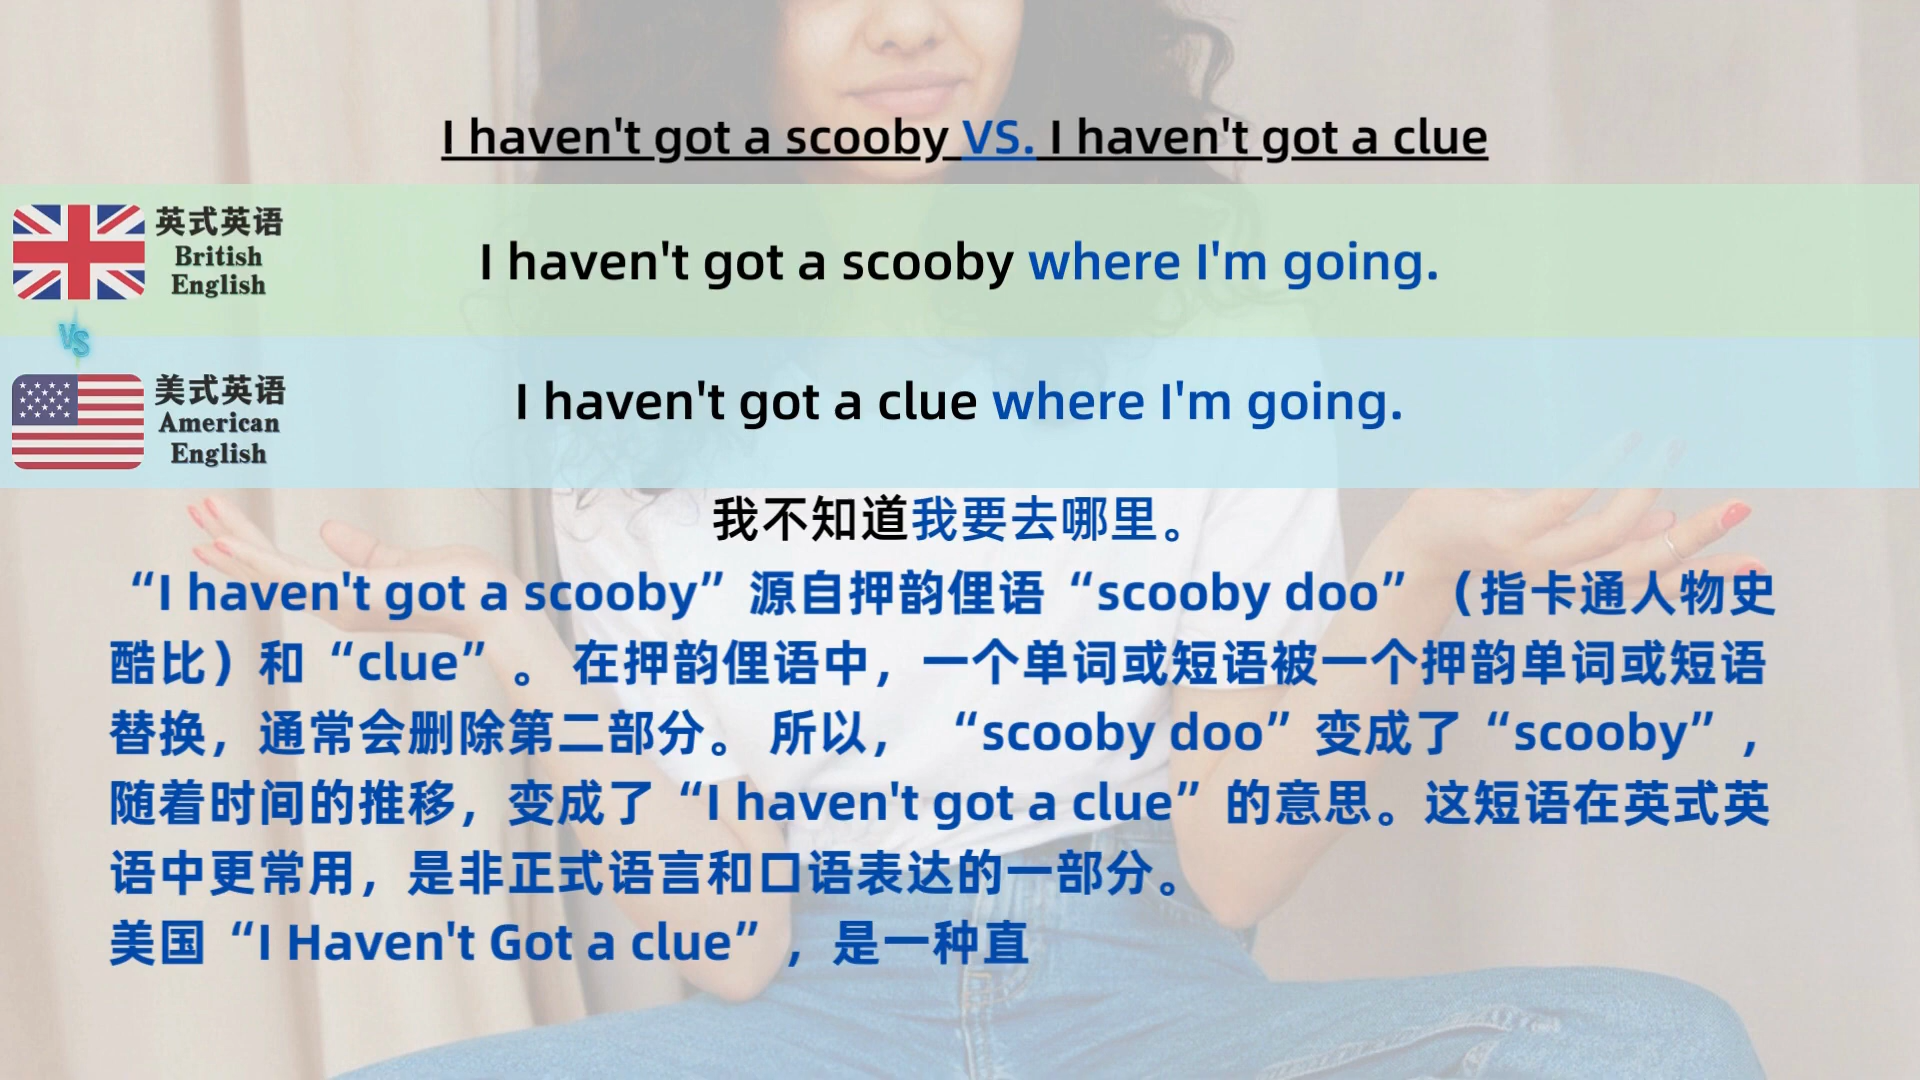 I haven't got a scooby VS. I haven't got a clue
英式英语
British
English
I haven't got a scooby where I'm going.
VS
美式英语
American
English
I haven't got a clue where I'm going.
我不知道我要去哪里。
“I haven't got a scooby”源自押韵俚语“scooby doo”（指卡通人物史
酷比）和“clue”。 在押韵俚语中，一个单词或短语被一个押韵单词或短语
替换，通常会删除第二部分。 所以，“scooby doo”变成了“scooby”，
随着时间的推移，变成了“I haven't got a clue”的意思。这短语在英式英
语中更常用，是非正式语言和口语表达的一部分。
美国“I Haven't Got a clue”，是一种直